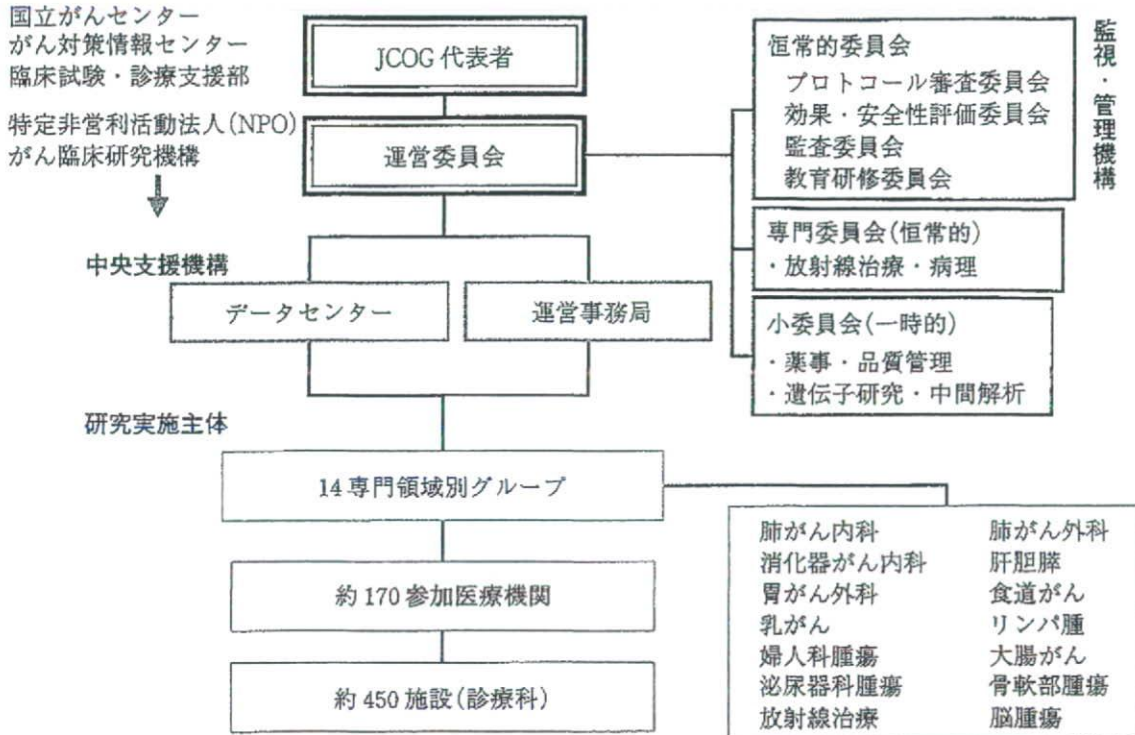 国立がんセンター
がん対策情報センター
臨床試験・診療支援部
特定非営利活動法人(NPO)
がん臨床研究機構
JCOG代表者
運営委員会
恒常的委員会
プロトコール審査委員会
効果・安全性評価委員会
監査委員会
教育研修委員会
監視・管理機構
専門委員会(恒常的)
・放射線治療・病理
小委員会(一時的)
・薬事・品質管理
・遺伝子研究・中間解析
中央支援機構
データセンター
運営事務局
研究実施主体
14専門領域別グループ
約170参加医療機関
約450施設(診療科)
肺がん内科 肺がん外科
消化器がん内科 肝胆膵
胃がん外科 食道がん
乳がん リンパ腫
婦人科腫瘍 大腸がん
泌尿器科腫瘍 骨軟部腫瘍
放射線治療 脳腫瘍